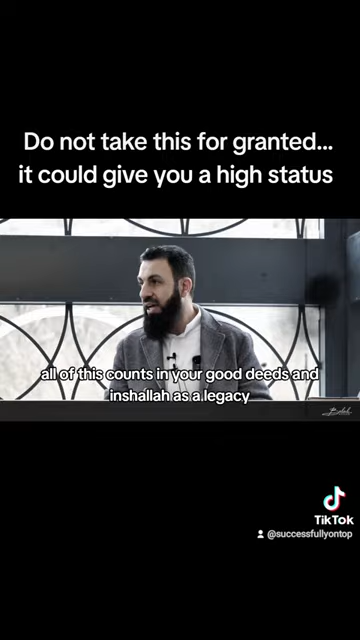 Do not take this for granted...
it could give you a high status
all of this counts in your good deeds and
inshallah as a legacy
TikTok
@successfullyontop